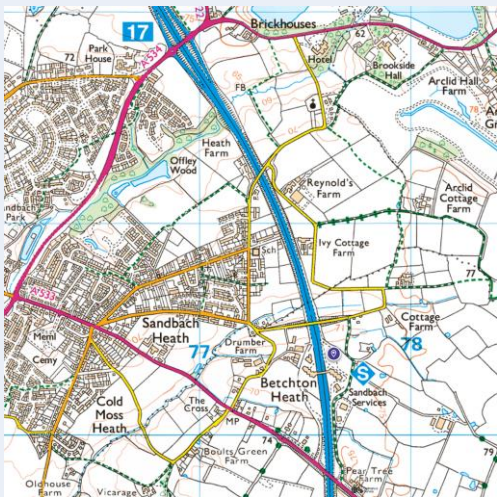 Brickhouses
17
72
Park
House
A534
62
Hotel
Brookside
Hall
Arclid Hall
Farm
FB
70
78
Heath
Farm
Offley
Wood
Reynold's
Farm
Arclid
Cottage
Farm
Park
Sch
Ivy Cottage
Farm
77
A533
Sandbach
Heath
77
Drumber
Farm
Cottage
Farm
78
Meml
Cemy
Betchton
Heath
S
Sandbach
Services
Cold
Moss
Heath
The
Cross
MP
74
Boults Green
Farm
79
Pear Tree
Farm
Oldhouse
Farm
Vicarage